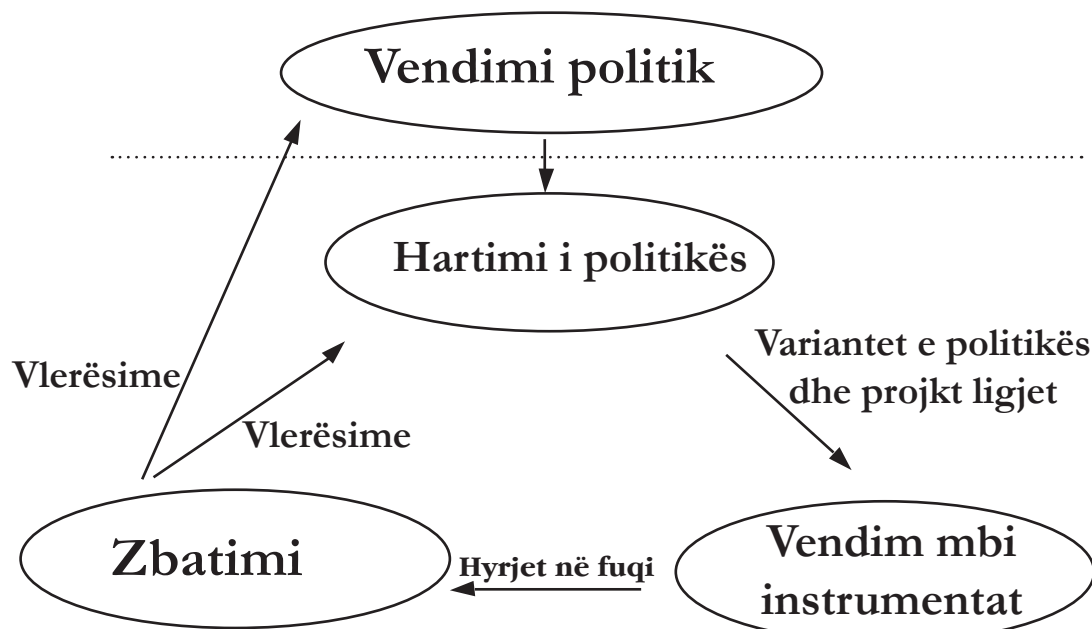 Vendimi politik
Hartimi i politikës
Variantet e politikës
dhe projkt ligjet
Vlerësime
Vlerësime
Zbatimi
Hyrjet në fuqi
Vendim mbi
instrumentat